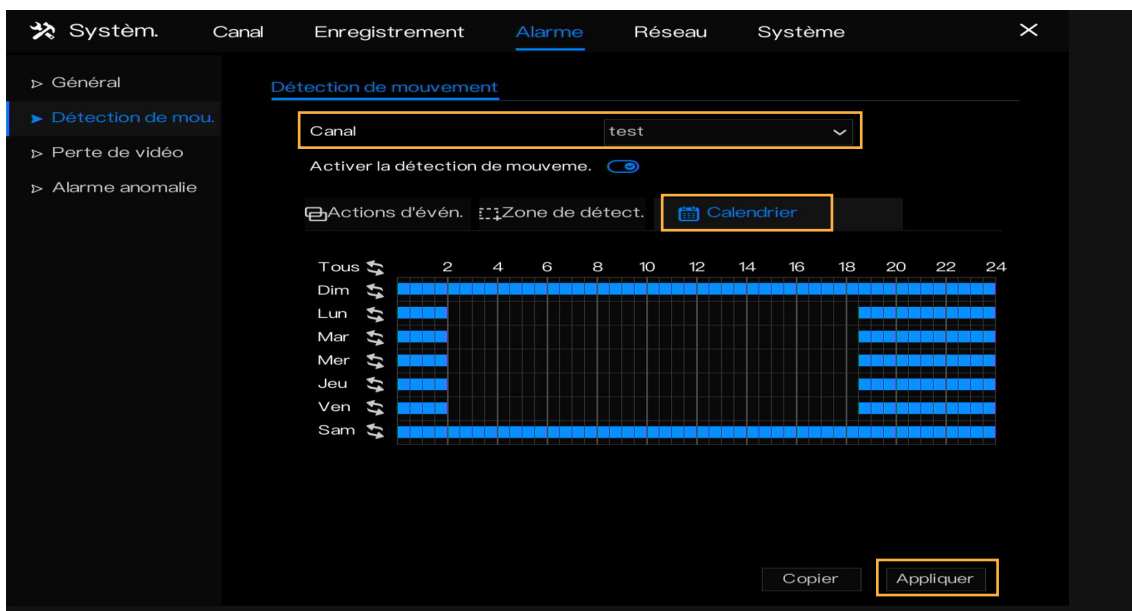 Systèm. Canal Enregistrement Alarme Réseau Système
Général
Détection de mou.
Perte de vidéo
Alarme anomalie
Détection de mouvement
Canal test
Activer la détection de mouveme.
Actions d'évén. Zone de détect. Calendrier
Tous 2 4 6 8 10 12 14 16 18 20 22 24
Dim
Lun
Mar
Mer
Jeu
Ven
Sam
Copier Appliquer